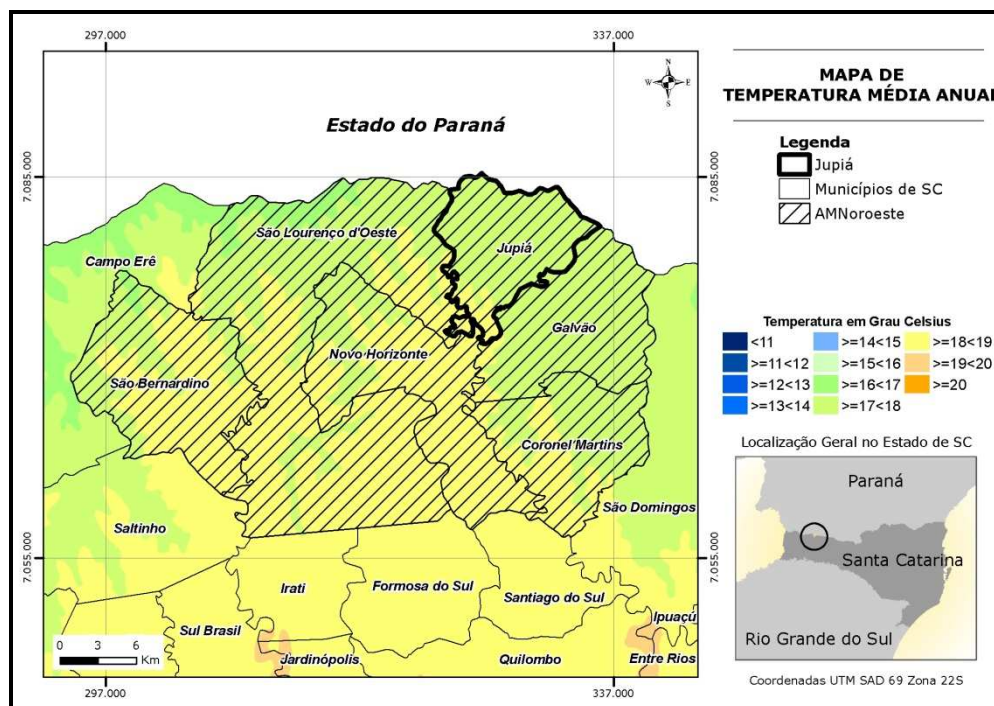 297.000
337.000
MAPA DE
TEMPERATURA MÉDIA ANUAL
N
W E
S
Estado do Paraná
Legenda
Jupiá
Municípios de SC
AMNoroeste
7.085.000
7.085.000
São Lourenço d'Oeste
Jupiá
Campo Erê
Galvão
Novo Horizonte
São Bernardino
Coronel Martins
São Domingos
Saltinho
Temperatura em Grau Celsius
<11
>=11<12
>=12<13
>=13<14
>=14<15
>=15<16
>=16<17
>=17<18
>=18<19
>=19<20
>=20
Localização Geral no Estado de SC
Paraná
Santa Catarina
Rio Grande do Sul
7.055.000
7.055.000
Irati
Formosa do Sul
Santiago do Sul
Ipuaçú
Sul Brasil
Jardinópolis
Quilombo
Entre Rios
0 3 6
Km
297.000
337.000
Coordenadas UTM SAD 69 Zona 22S